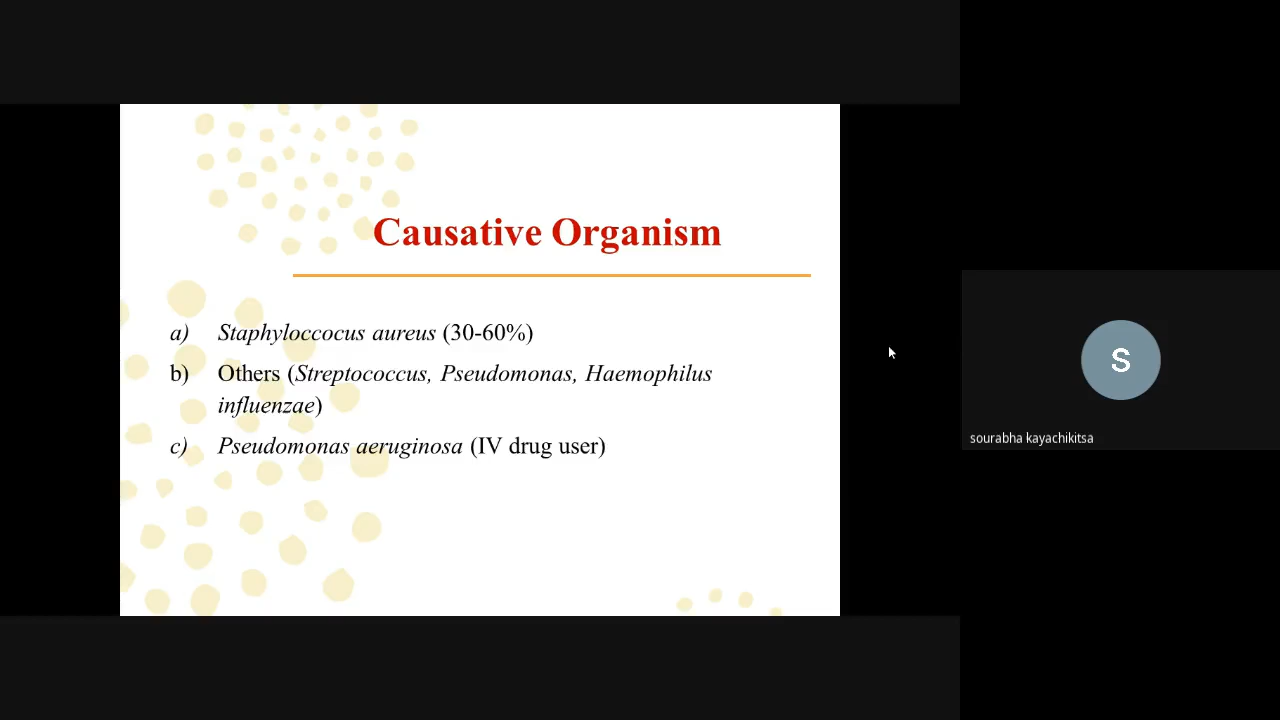 Causative Organism
a) Staphyloccocus aureus (30-60%)
b) Others (Streptococcus, Pseudomonas, Haemophilus
influenzae)
c) Pseudomonas aeruginosa (IV drug user)
S
sourabha kayachikitsa